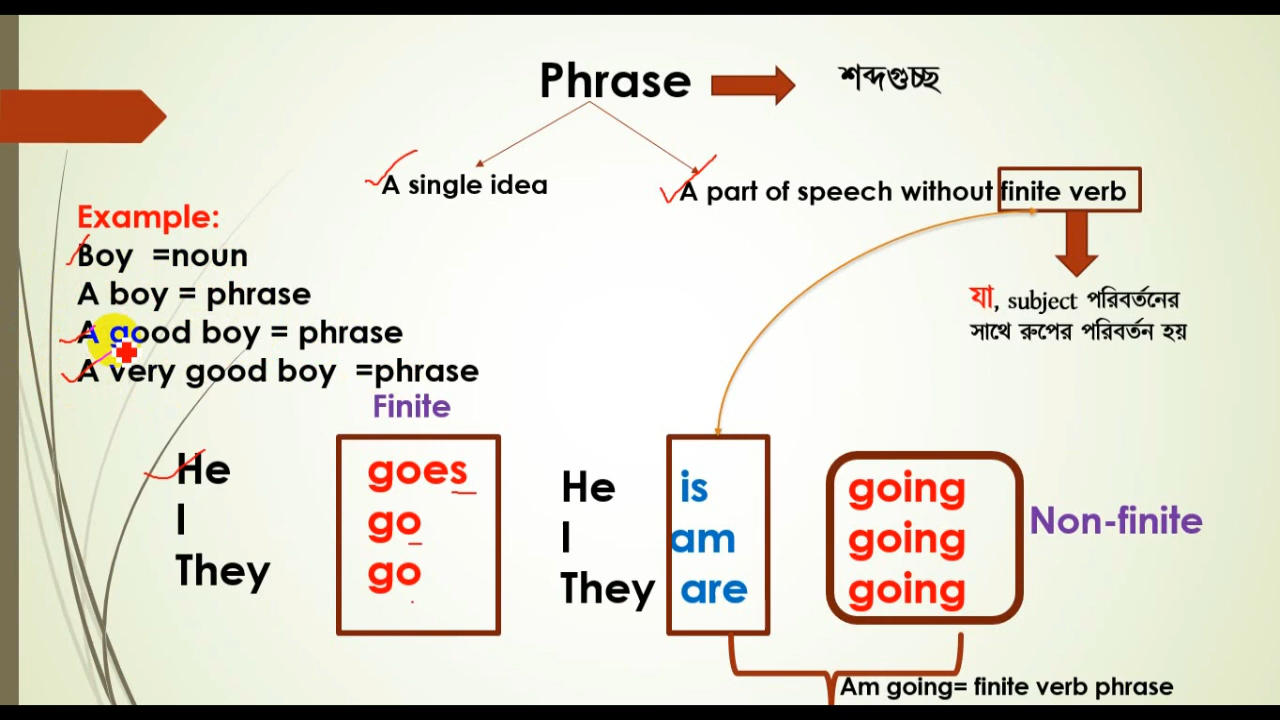 Phrase শব্দগুচ্ছ
A single idea
A part of speech without finite verb
Example:
Boy =noun
A boy = phrase
A good boy = phrase
A very good boy =phrase
যা, subject পরিবর্তনের
সাথে রুপের পরিবর্তন হয়
Finite
He goes
I go
They go
He is going
I am going
They are going
Non-finite
Am going= finite verb phrase